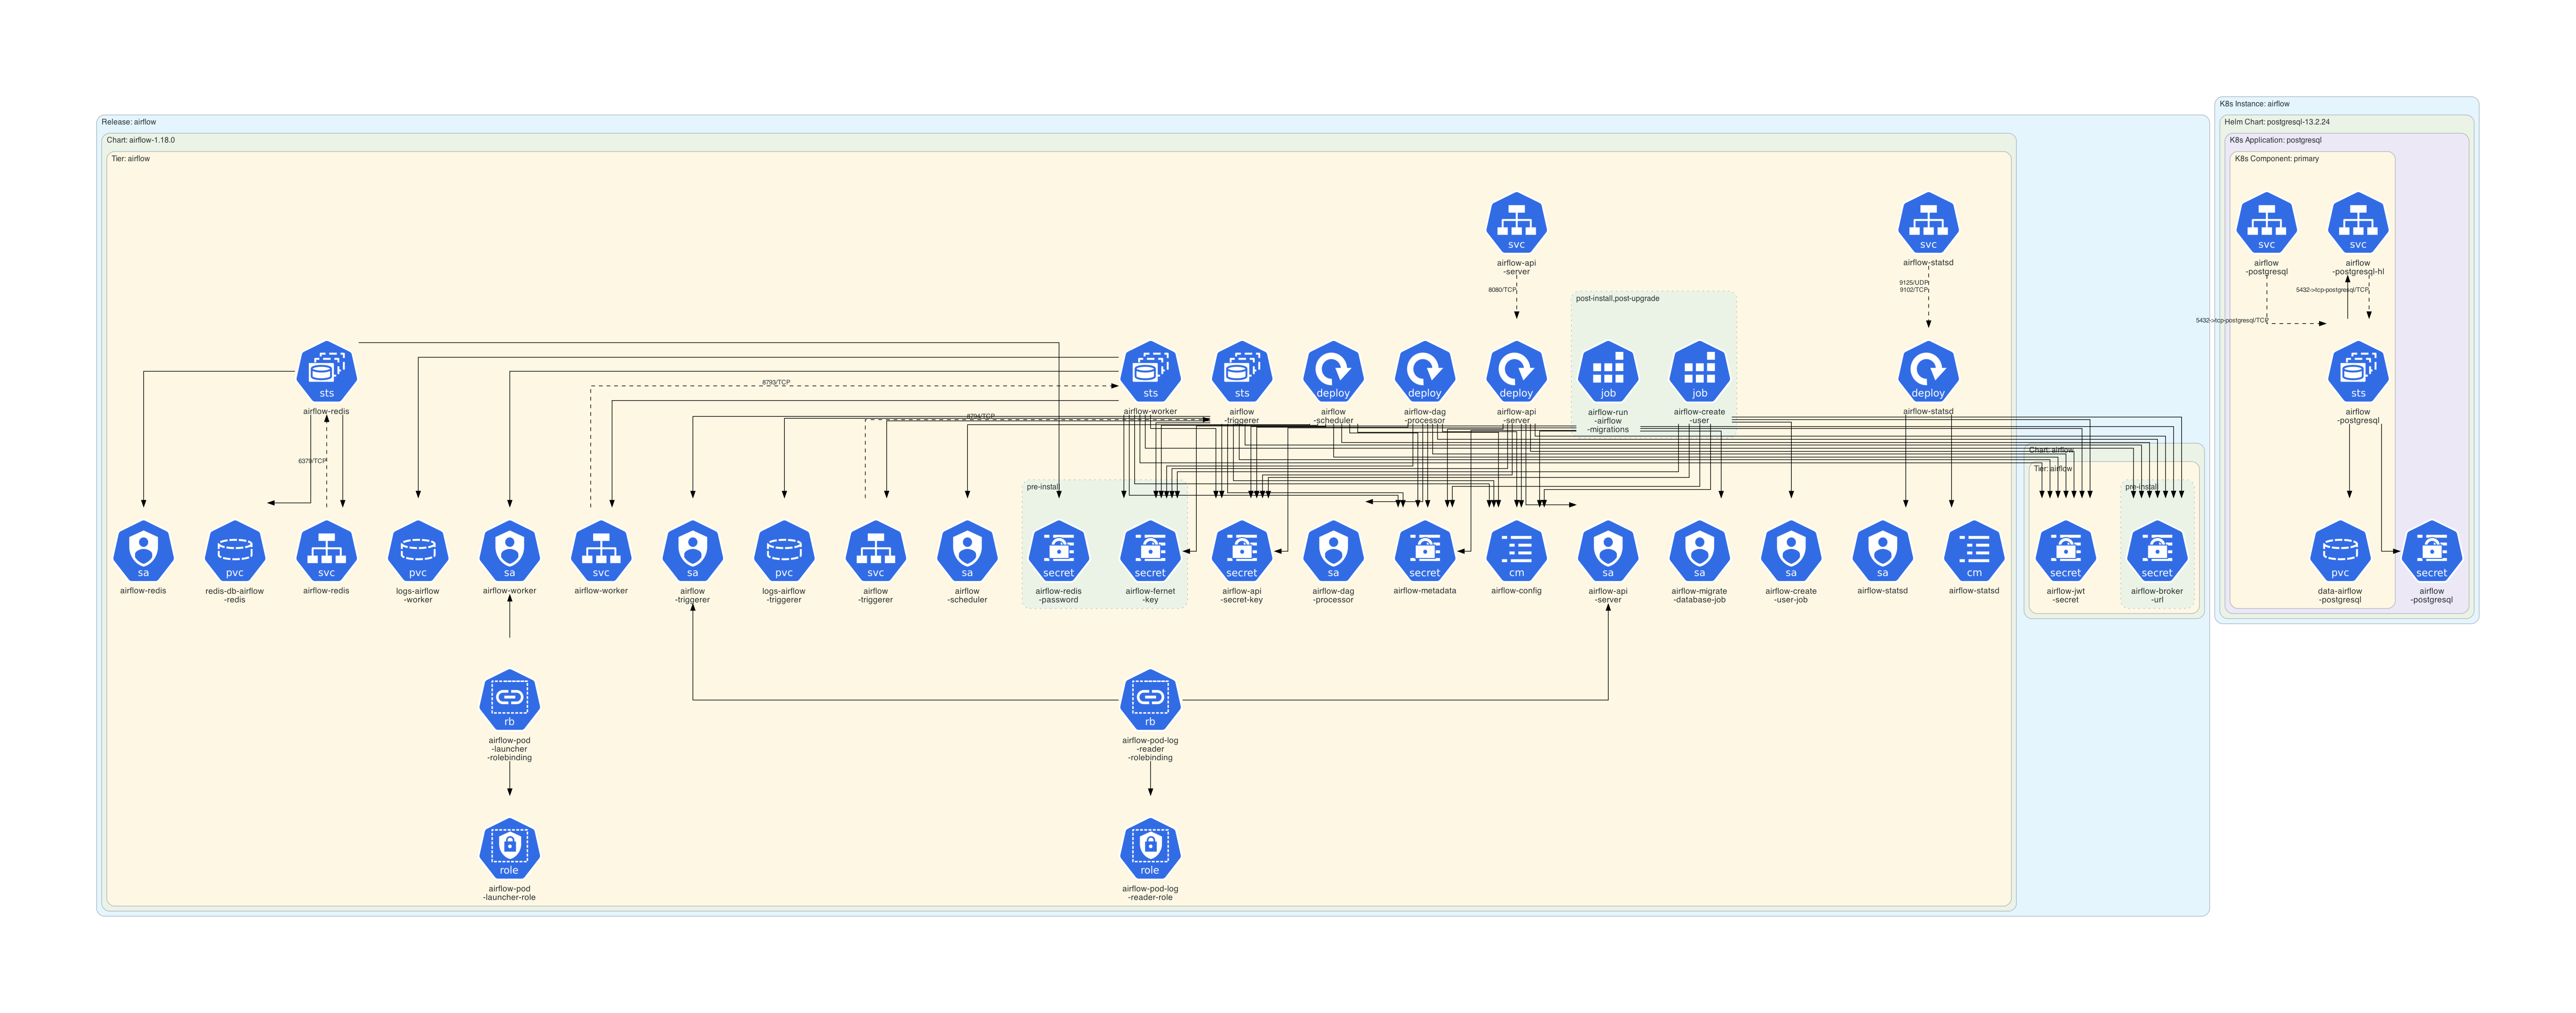 K8s Instance: airflow
Release: airflow
Helm Chart: postgresql-13.2.24
Chart: airflow-1.18.0
K8s Application: postgresql
Tier: airflow
K8s Component: primary
svc
airflow-api
-server
8080/TCP
svc
airflow-statsd
9125/UDP
9102/TCP
svc
airflow
-postgresql
5432->tcp-postgresql/TCP
svc
airflow
-postgresql-hl
5432->tcp-postgresql/TCP
post-install,post-upgrade
sts
airflow-redis
6379/TCP
8793/TCP
8794/TCP
sts
airflow-worker
sts
airflow
-triggerer
deploy
airflow
-scheduler
deploy
airflow-dag
-processor
deploy
airflow-api
-server
job
airflow-run
-airflow
-migrations
job
airflow-create
-user
deploy
airflow-statsd
sts
airflow
-postgresql
Chart: airflow
Tier: airflow
pre-install
pre-install
sa
airflow-redis
pvc
redis-db-airflow
-redis
svc
airflow-redis
pvc
logs-airflow
-worker
sa
airflow-worker
svc
airflow-worker
sa
airflow
-triggerer
pvc
logs-airflow
-triggerer
svc
airflow
-triggerer
sa
airflow
-scheduler
secret
airflow-redis
-password
secret
airflow-fernet
-key
secret
airflow-api
-secret-key
sa
airflow-dag
-processor
secret
airflow-metadata
cm
airflow-config
sa
airflow-api
-server
sa
airflow-migrate
-database-job
sa
airflow-create
-user-job
sa
airflow-statsd
cm
airflow-statsd
secret
airflow-jwt
-secret
secret
airflow-broker
-url
pvc
data-airflow
-postgresql
secret
airflow
-postgresql
rb
airflow-pod
-launcher
-rolebinding
rb
airflow-pod-log
-reader
-rolebinding
role
airflow-pod
-launcher-role
role
airflow-pod-log
-reader-role